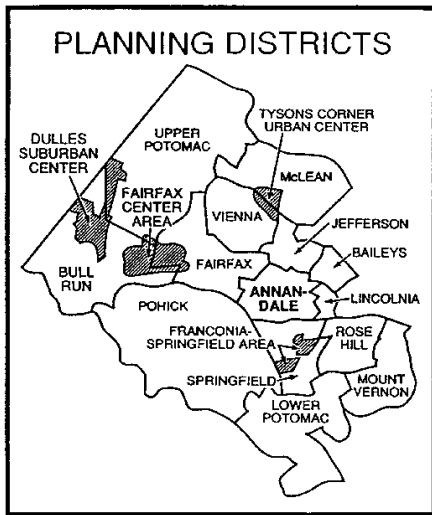 PLANNING DISTRICTS
TYSONS CORNER
URBAN CENTER
DULLES
SUBURBAN
CENTER
UPPER
POTOMAC
McLEAN
FAIRFAX
CENTER
AREA
VIENNA
JEFFERSON
BAILEYS
BULL
RUN
FAIRFAX
ANNAN-
DALE
LINCOLNIA
POHICK
FRANCONIA-
SPRINGFIELD AREA
ROSE
HILL
SPRINGFIELD
MOUNT
VERNON
LOWER
POTOMAC